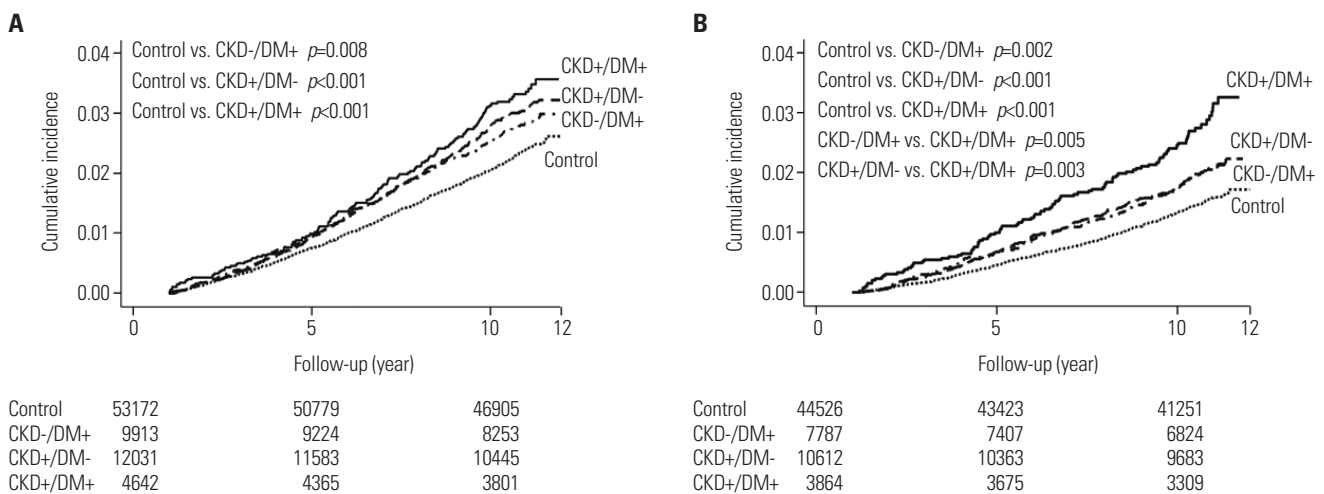 A
0.04
0.03
0.02
0.01
0.00
Cumulative incidence
Control vs. CKD-/DM+ p=0.008
Control vs. CKD+/DM- p<0.001
Control vs. CKD+/DM+ p<0.001
CKD+/DM+
CKD+/DM-
CKD-/DM+
Control
0 5 10 12
Follow-up (year)
Control 53172 50779 46905
CKD-/DM+ 9913 9224 8253
CKD+/DM- 12031 11583 10445
CKD+/DM+ 4642 4365 3801
B
0.04
0.03
0.02
0.01
0.00
Cumulative incidence
Control vs. CKD-/DM+ p=0.002
Control vs. CKD+/DM- p<0.001
Control vs. CKD+/DM+ p<0.001
CKD-/DM+ vs. CKD+/DM+ p=0.005
CKD+/DM- vs. CKD+/DM+ p=0.003
CKD+/DM+
CKD+/DM-
CKD-/DM+
Control
0 5 10 12
Follow-up (year)
Control 44526 43423 41251
CKD-/DM+ 7787 7407 6824
CKD+/DM- 10612 10363 9683
CKD+/DM+ 3864 3675 3309